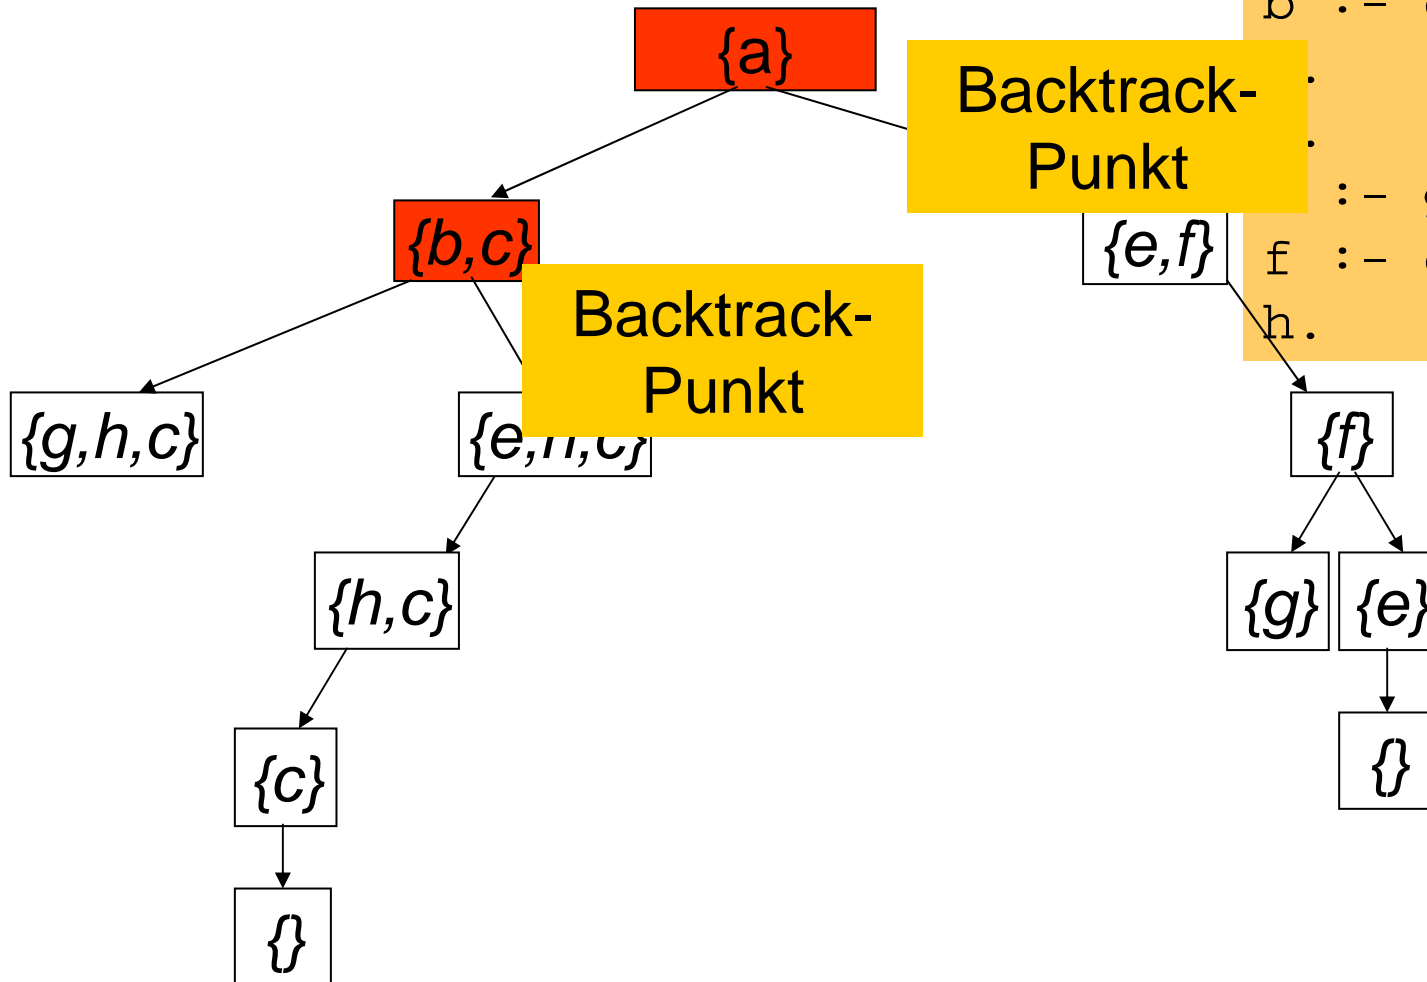 {a}
b :-
Backtrack-
Punkt
.
.
:-
{b,c}
{e,f}
f :-
h.
Backtrack-
Punkt
{g,h,c}
{e,h,c}
{f}
{h,c}
{g}
{e}
{c}
{}
{}